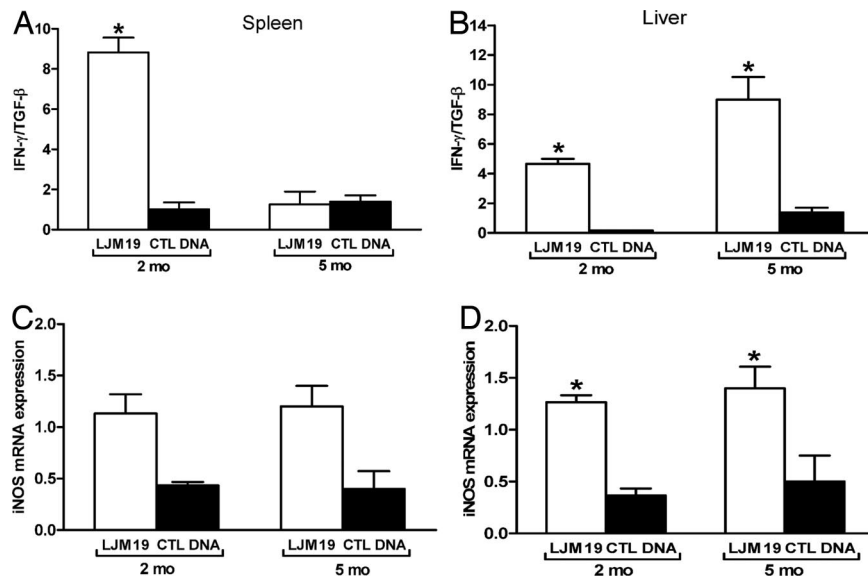 A
Spleen
IFN-γ/TGF-β
10
8
6
4
2
0
*
LJM19 CTL DNA LJM19 CTL DNA
2 mo 5 mo
B
Liver
IFN-γ/TGF-β
14
12
10
8
6
4
2
0
*
*
LJM19 CTL DNA LJM19 CTL DNA
2 mo 5 mo
C
iNOS mRNA expression
2.0
1.5
1.0
0.5
0.0
LJM19 CTL DNA LJM19 CTL DNA
2 mo 5 mo
D
iNOS mRNA expression
2.0
1.5
1.0
0.5
0.0
*
*
LJM19 CTL DNA LJM19 CTL DNA
2 mo 5 mo